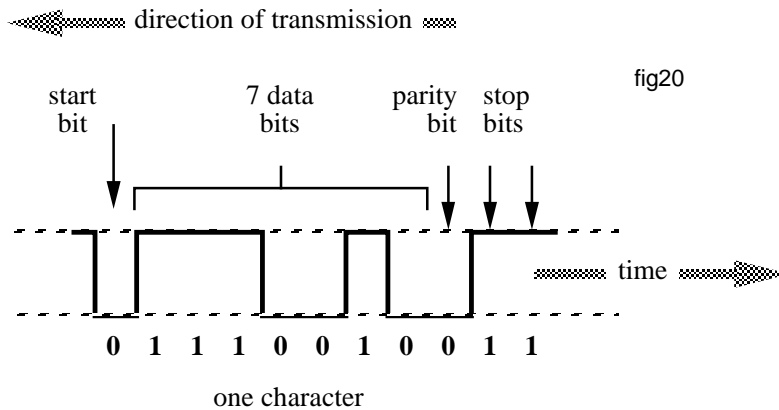 direction of transmission
fig20
start bit
7 data bits
parity bit
stop bits
time
0 1 1 1 0 0 1 0 0 1 1
one character